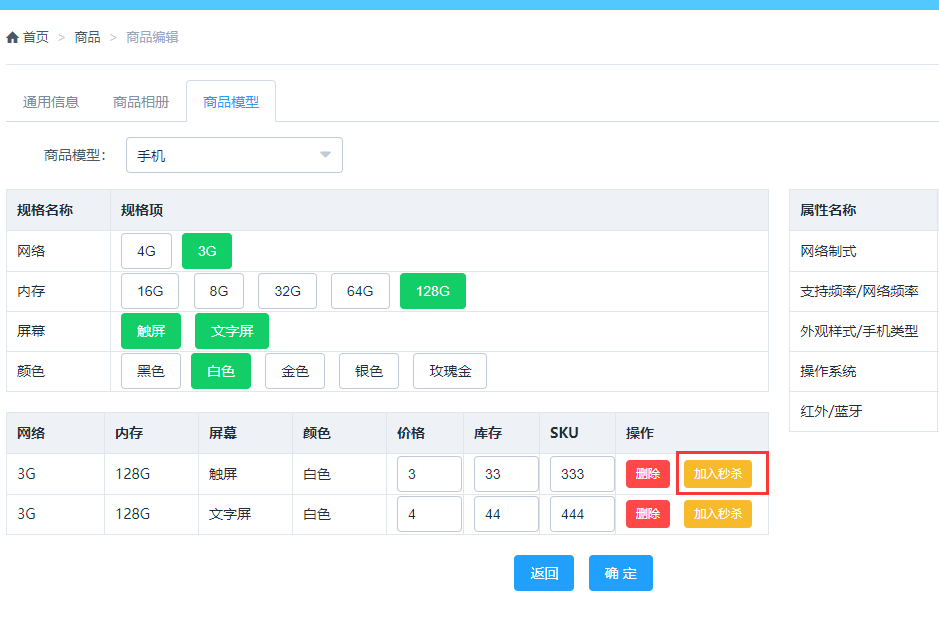 首页 > 商品 > 商品编辑
通用信息 商品相册 商品模型
商品模型: 手机
规格名称 规格项
网络 4G 3G
内存 16G 8G 32G 64G 128G
屏幕 触屏 文字屏
颜色 黑色 白色 金色 银色 玫瑰金
属性名称
网络制式
支持频率/网络频率
外观样式/手机类型
操作系统
红外/蓝牙
网络 内存 屏幕 颜色 价格 库存 SKU 操作
3G 128G 触屏 白色 3 33 333 删除 加入秒杀
3G 128G 文字屏 白色 4 44 444 删除 加入秒杀
返回 确 定